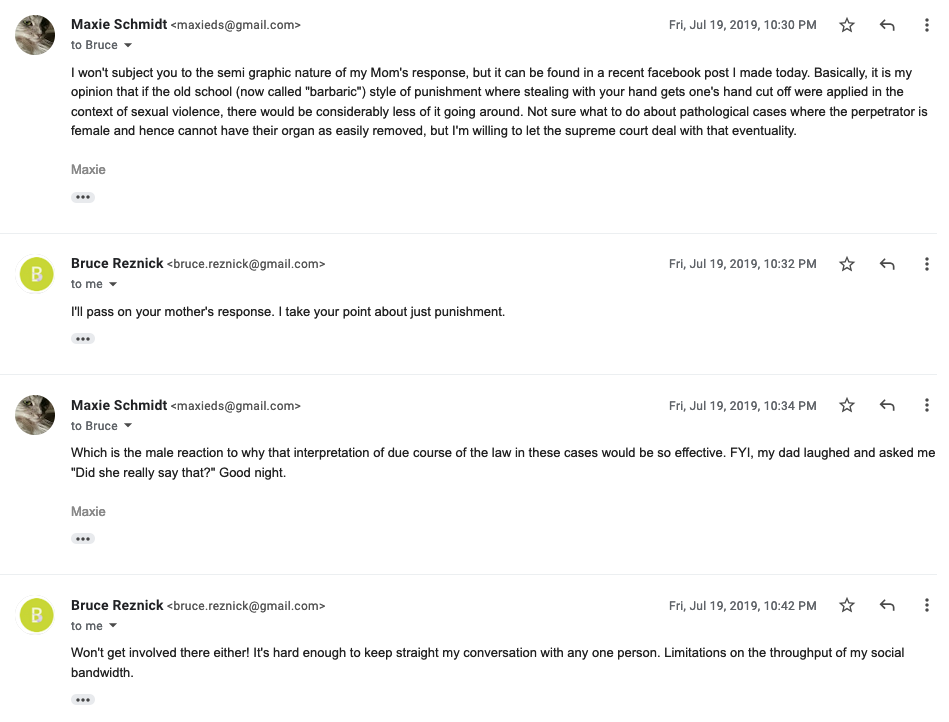 Maxie Schmidt <maxieds@gmail.com> Fri, Jul 19, 2019, 10:30 PM
to Bruce
I won't subject you to the semi graphic nature of my Mom's response, but it can be found in a recent facebook post I made today. Basically, it is my
opinion that if the old school (now called "barbaric") style of punishment where stealing with your hand gets one's hand cut off were applied in the
context of sexual violence, there would be considerably less of it going around. Not sure what to do about pathological cases where the perpetrator is
female and hence cannot have their organ as easily removed, but I'm willing to let the supreme court deal with that eventuality.
Maxie
B
Bruce Reznick <bruce.reznick@gmail.com> Fri, Jul 19, 2019, 10:32 PM
to me
I'll pass on your mother's response. I take your point about just punishment.
Maxie Schmidt <maxieds@gmail.com> Fri, Jul 19, 2019, 10:34 PM
to Bruce
Which is the male reaction to why that interpretation of due course of the law in these cases would be so effective. FYI, my dad laughed and asked me
"Did she really say that?" Good night.
Maxie
B
Bruce Reznick <bruce.reznick@gmail.com> Fri, Jul 19, 2019, 10:42 PM
to me
Won't get involved there either! It's hard enough to keep straight my conversation with any one person. Limitations on the throughput of my social
bandwidth.